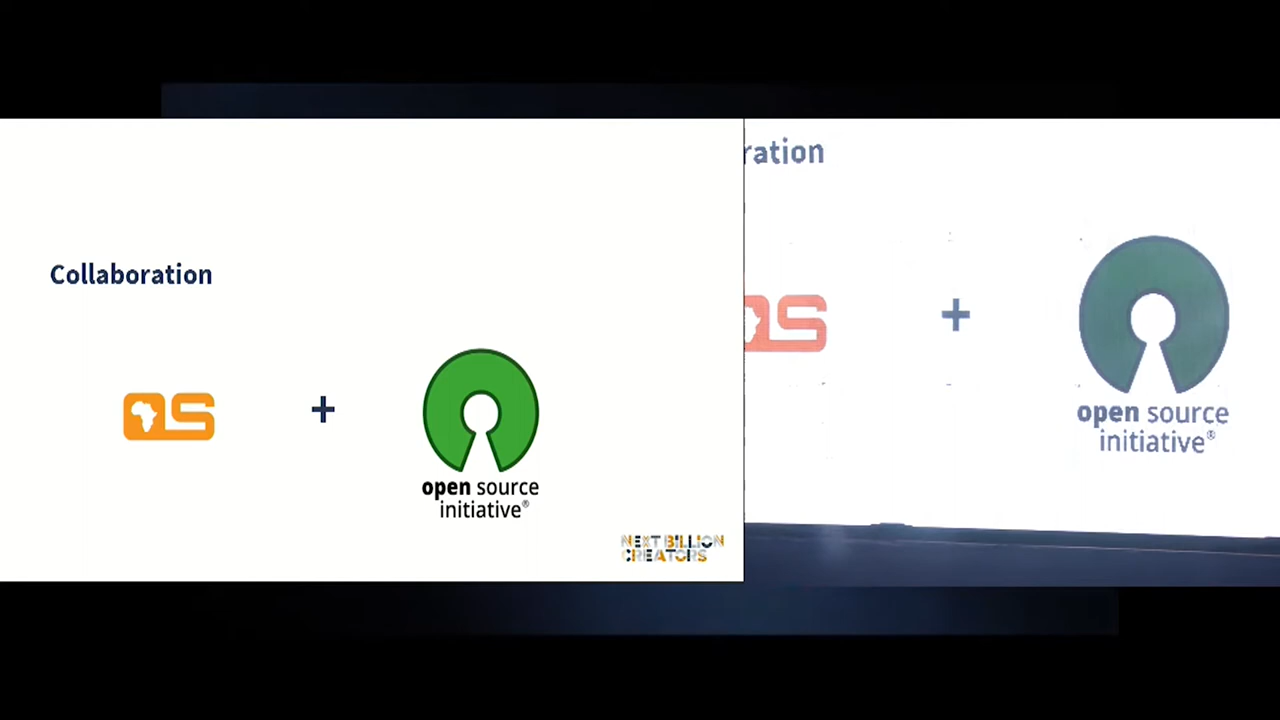 Collaboration
+
open source
initiative®
NEXT BILLION
CREATORS
ration
S
+
open source
initiative®